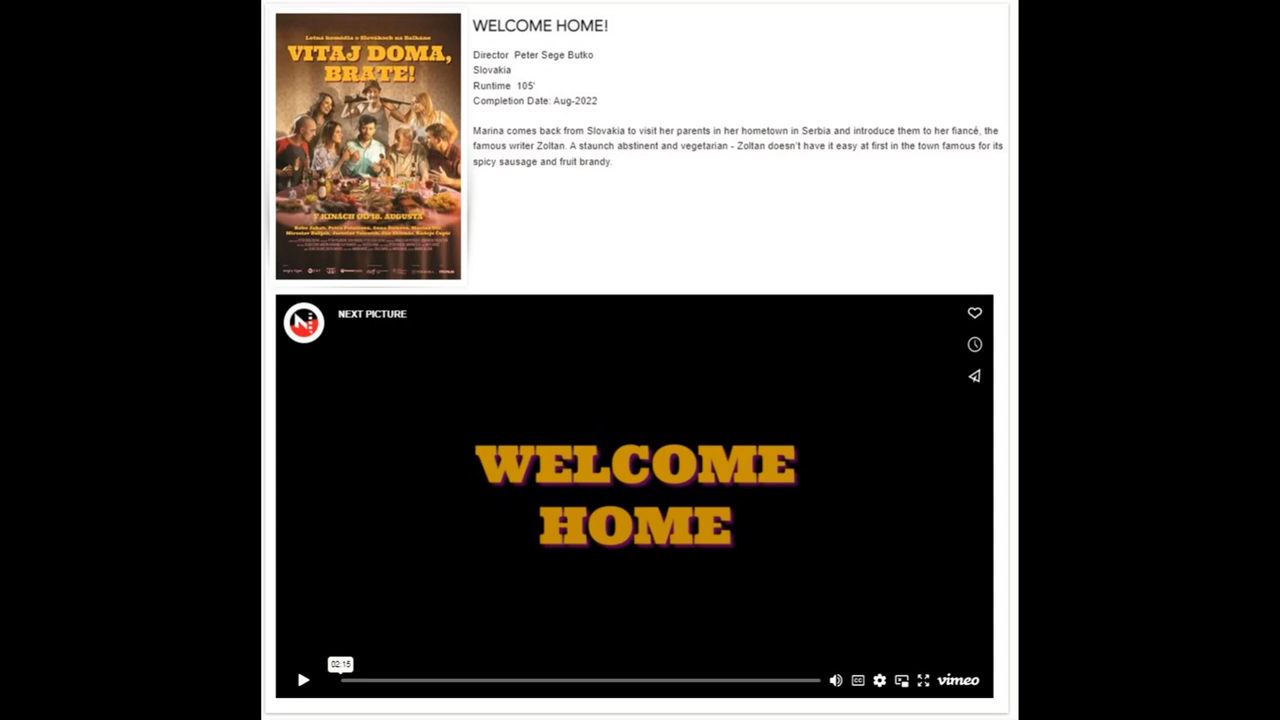 Letná komédia o Slovákoch na Balkáne
VITAJ DOMA,
BRATE!
V KINÁCH OD 18. AUGUSTA
WELCOME HOME!
Director Peter Sege Butko
Slovakia
Runtime 105'
Completion Date: Aug-2022
Marina comes back from Slovakia to visit her parents in her hometown in Serbia and introduce them to her fiancé, the
famous writer Zoltan. A staunch abstinent and vegetarian - Zoltan doesn't have it easy at first in the town famous for its
spicy sausage and fruit brandy.
N
NEXT PICTURE
WELCOME
HOME
02:15
CC
vimeo